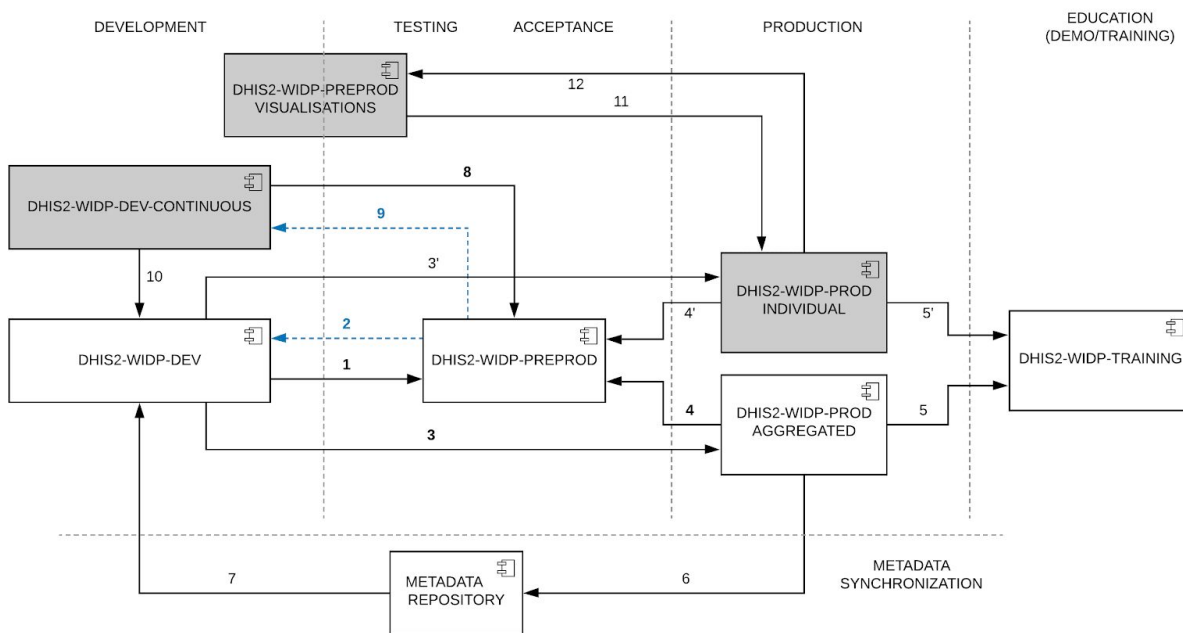 DEVELOPMENT
TESTING
ACCEPTANCE
PRODUCTION
EDUCATION
(DEMO/TRAINING)
DHIS2-WIDP-PREPROD
VISUALISATIONS
12
11
DHIS2-WIDP-DEV-CONTINUOUS
8
9
10
3'
DHIS2-WIDP-PROD
INDIVIDUAL
4'
5'
DHIS2-WIDP-DEV
2
1
DHIS2-WIDP-PREPROD
DHIS2-WIDP-TRAINING
3
4
DHIS2-WIDP-PROD
AGGREGATED
5
7
METADATA
REPOSITORY
6
METADATA
SYNCHRONIZATION